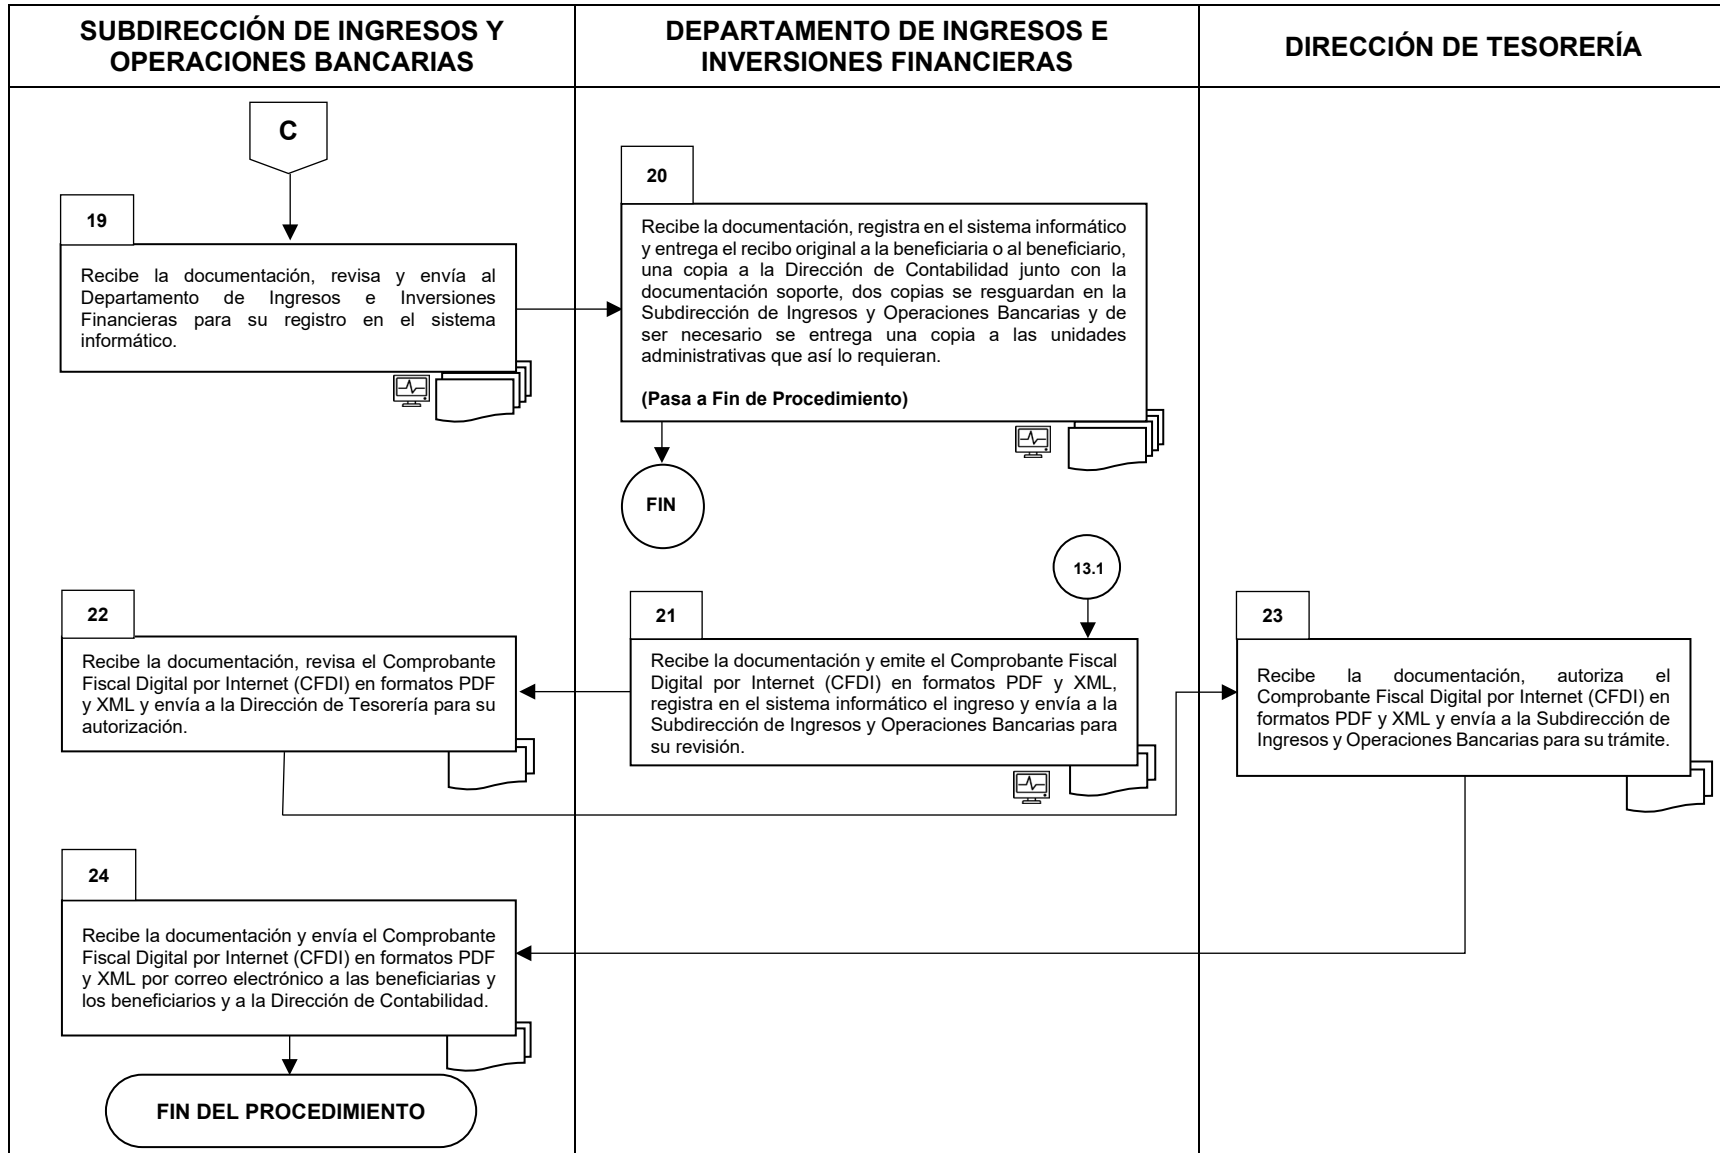 SUBDIRECCIÓN DE INGRESOS Y
OPERACIONES BANCARIAS
DEPARTAMENTO DE INGRESOS E
INVERSIONES FINANCIERAS
DIRECCIÓN DE TESORERÍA
C
19
Recibe la documentación, revisa y envía al
Departamento de Ingresos e Inversiones
Financieras para su registro en el sistema
informático.
20
Recibe la documentación, registra en el sistema informático
y entrega el recibo original a la beneficiaria o al beneficiario,
una copia a la Dirección de Contabilidad junto con la
documentación soporte, dos copias se resguardan en la
Subdirección de Ingresos y Operaciones Bancarias y de
ser necesario se entrega una copia a las unidades
administrativas que así lo requieran.
(Pasa a Fin de Procedimiento)
FIN
13.1
22
Recibe la documentación, revisa el Comprobante
Fiscal Digital por Internet (CFDI) en formatos PDF
y XML y envía a la Dirección de Tesorería para su
autorización.
21
Recibe la documentación y emite el Comprobante Fiscal
Digital por Internet (CFDI) en formatos PDF y XML,
registra en el sistema informático el ingreso y envía a la
Subdirección de Ingresos y Operaciones Bancarias para
su revisión.
23
Recibe la documentación, autoriza el
Comprobante Fiscal Digital por Internet (CFDI) en
formatos PDF y XML y envía a la Subdirección de
Ingresos y Operaciones Bancarias para su trámite.
24
Recibe la documentación y envía el Comprobante
Fiscal Digital por Internet (CFDI) en formatos PDF
y XML por correo electrónico a las beneficiarias y
los beneficiarios y a la Dirección de Contabilidad.
FIN DEL PROCEDIMIENTO